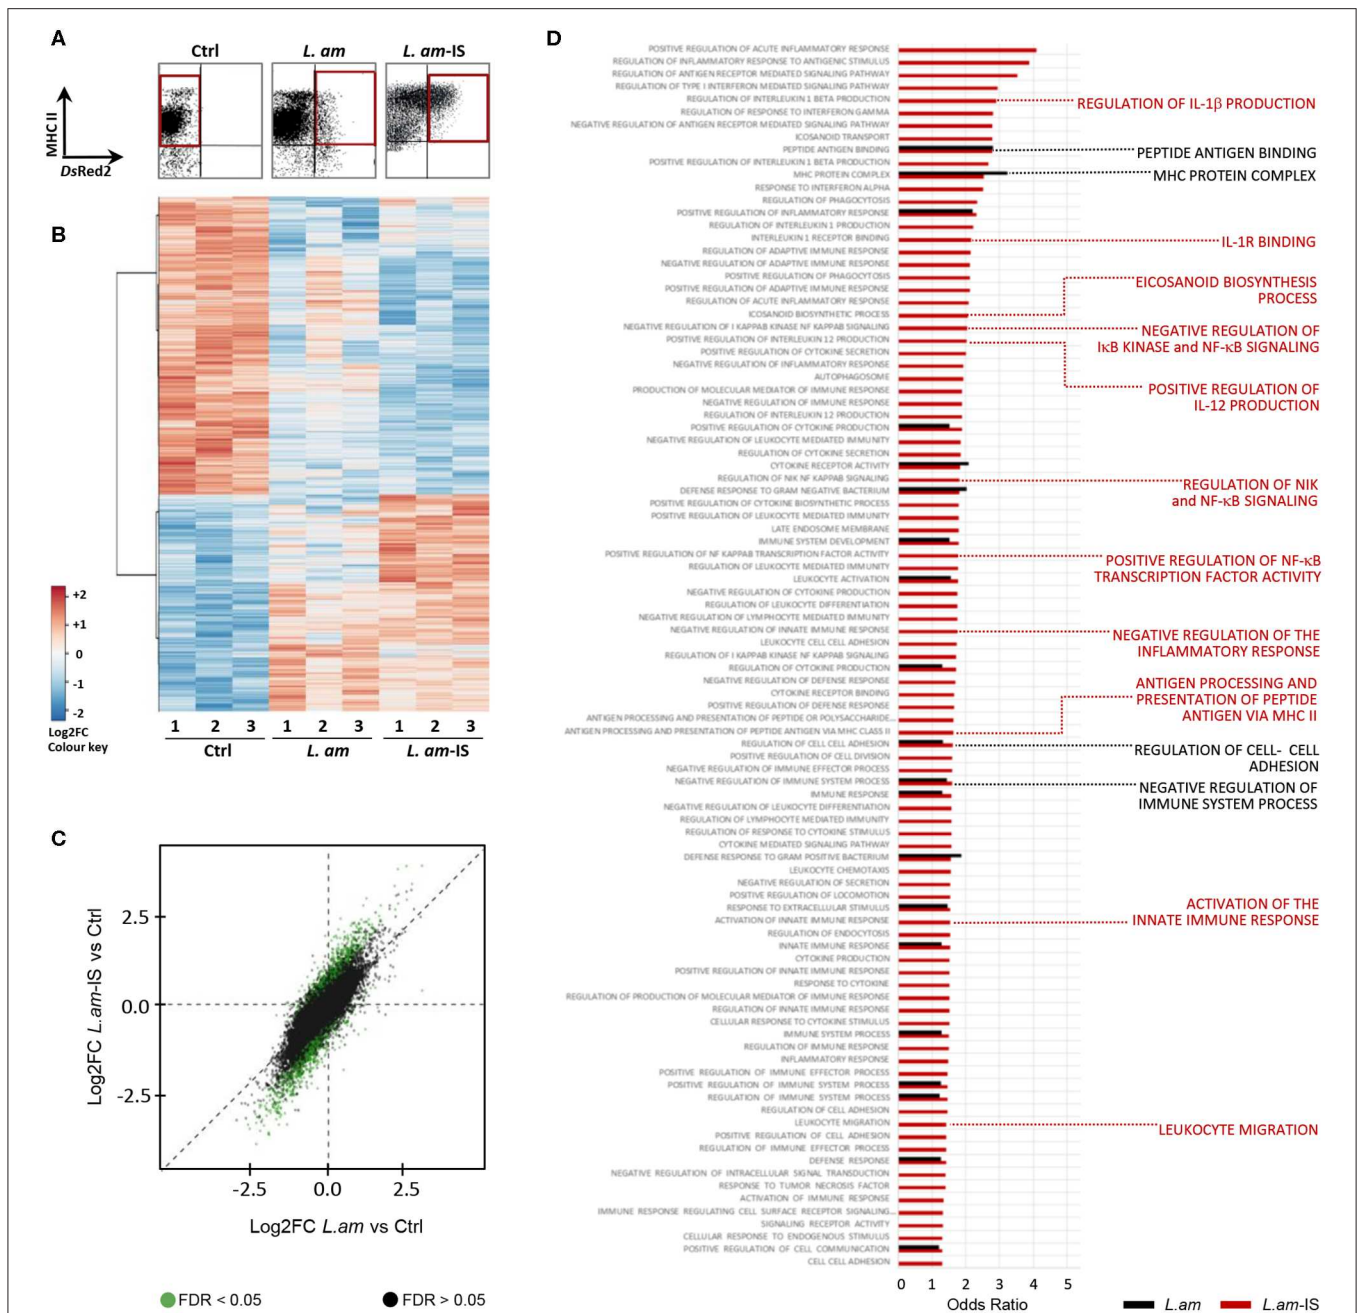 A
Ctrl
L. am
L. am-IS
MHC II
DsRed2
B
+2
+1
0
-1
-2
Log2FC
Colour key
1 2 3 1 2 3 1 2 3
Ctrl L. am L. am-IS
C
Log2FC L.am-IS vs Ctrl
2.5
0.0
-2.5
-2.5 0.0 2.5
Log2FC L.am vs Ctrl
FDR < 0.05 FDR > 0.05
D
POSITIVE REGULATION OF ACUTE INFLAMMATORY RESPONSE
REGULATION OF INFLAMMATORY RESPONSE TO ANTIGENIC STIMULUS
REGULATION OF ANTIGEN RECEPTOR MEDIATED SIGNALING PATHWAY
REGULATION OF TYPE I INTERFERON MEDIATED SIGNALING PATHWAY
REGULATION OF INTERLEUKIN 1 BETA PRODUCTION
REGULATION OF RESPONSE TO INTERFERON GAMMA
NEGATIVE REGULATION OF ANTIGEN RECEPTOR MEDIATED SIGNALING PATHWAY
ICOSANOID TRANSPORT
PEPTIDE ANTIGEN BINDING
POSITIVE REGULATION OF INTERLEUKIN 1 BETA PRODUCTION
MHC PROTEIN COMPLEX
RESPONSE TO INTERFERON ALPHA
REGULATION OF PHAGOCYTOSIS
POSITIVE REGULATION OF INFLAMMATORY RESPONSE
REGULATION OF INTERLEUKIN 1 PRODUCTION
INTERLEUKIN 1 RECEPTOR BINDING
REGULATION OF ADAPTIVE IMMUNE RESPONSE
NEGATIVE REGULATION OF ADAPTIVE IMMUNE RESPONSE
POSITIVE REGULATION OF PHAGOCYTOSIS
POSITIVE REGULATION OF ADAPTIVE IMMUNE RESPONSE
REGULATION OF ACUTE INFLAMMATORY RESPONSE
ICOSANOID BIOSYNTHETIC PROCESS
NEGATIVE REGULATION OF I KAPPAB KINASE NF KAPPAB SIGNALING
POSITIVE REGULATION OF INTERLEUKIN 12 PRODUCTION
POSITIVE REGULATION OF CYTOKINE SECRETION
NEGATIVE REGULATION OF INFLAMMATORY RESPONSE
AUTOPHAGOSOME
PRODUCTION OF MOLECULAR MEDIATOR OF IMMUNE RESPONSE
NEGATIVE REGULATION OF IMMUNE RESPONSE
REGULATION OF INTERLEUKIN 12 PRODUCTION
POSITIVE REGULATION OF CYTOKINE PRODUCTION
NEGATIVE REGULATION OF LEUKOCYTE MEDIATED IMMUNITY
REGULATION OF CYTOKINE SECRETION
CYTOKINE RECEPTOR ACTIVITY
REGULATION OF NIK NF KAPPAB SIGNALING
DEFENSE RESPONSE TO GRAM NEGATIVE BACTERIUM
POSITIVE REGULATION OF CYTOKINE BIOSYNTHETIC PROCESS
POSITIVE REGULATION OF LEUKOCYTE MEDIATED IMMUNITY
LATE ENDOSOME MEMBRANE
IMMUNE SYSTEM DEVELOPMENT
POSITIVE REGULATION OF NF KAPPAB TRANSCRIPTION FACTOR ACTIVITY
REGULATION OF LEUKOCYTE MEDIATED IMMUNITY
LEUKOCYTE ACTIVATION
NEGATIVE REGULATION OF CYTOKINE PRODUCTION
REGULATION OF LEUKOCYTE DIFFERENTIATION
NEGATIVE REGULATION OF LYMPHOCYTE MEDIATED IMMUNITY
NEGATIVE REGULATION OF INNATE IMMUNE RESPONSE
LEUKOCYTE CELL CELL ADHESION
REGULATION OF I KAPPAB KINASE NF KAPPAB SIGNALING
REGULATION OF CYTOKINE PRODUCTION
NEGATIVE REGULATION OF DEFENSE RESPONSE
CYTOKINE RECEPTOR BINDING
POSITIVE REGULATION OF DEFENSE RESPONSE
ANTIGEN PROCESSING AND PRESENTATION OF PEPTIDE OR POLYSACCHARIDE...
ANTIGEN PROCESSING AND PRESENTATION OF PEPTIDE ANTIGEN VIA MHC CLASS II
REGULATION OF CELL CELL ADHESION
POSITIVE REGULATION OF CELL DIVISION
NEGATIVE REGULATION OF IMMUNE EFFECTOR PROCESS
NEGATIVE REGULATION OF IMMUNE SYSTEM PROCESS
IMMUNE RESPONSE
NEGATIVE REGULATION OF LEUKOCYTE DIFFERENTIATION
REGULATION OF LYMPHOCYTE MEDIATED IMMUNITY
REGULATION OF RESPONSE TO CYTOKINE STIMULUS
CYTOKINE MEDIATED SIGNALING PATHWAY
DEFENSE RESPONSE TO GRAM POSITIVE BACTERIUM
LEUKOCYTE CHEMOTAXIS
NEGATIVE REGULATION OF SECRETION
POSITIVE REGULATION OF LOCOMOTION
RESPONSE TO EXTRACELLULAR STIMULUS
ACTIVATION OF INNATE IMMUNE RESPONSE
REGULATION OF ENDOCYTOSIS
INNATE IMMUNE RESPONSE
CYTOKINE PRODUCTION
POSITIVE REGULATION OF INNATE IMMUNE RESPONSE
RESPONSE TO CYTOKINE
REGULATION OF PRODUCTION OF MOLECULAR MEDIATOR OF IMMUNE RESPONSE
REGULATION OF INNATE IMMUNE RESPONSE
CELLULAR RESPONSE TO CYTOKINE STIMULUS
IMMUNE SYSTEM PROCESS
REGULATION OF IMMUNE RESPONSE
INFLAMMATORY RESPONSE
POSITIVE REGULATION OF IMMUNE EFFECTOR PROCESS
POSITIVE REGULATION OF IMMUNE SYSTEM PROCESS
REGULATION OF IMMUNE SYSTEM PROCESS
REGULATION OF CELL ADHESION
LEUKOCYTE MIGRATION
POSITIVE REGULATION OF CELL ADHESION
REGULATION OF IMMUNE EFFECTOR PROCESS
DEFENSE RESPONSE
NEGATIVE REGULATION OF INTRACELLULAR SIGNAL TRANSDUCTION
RESPONSE TO TUMOR NECROSIS FACTOR
ACTIVATION OF IMMUNE RESPONSE
IMMUNE RESPONSE REGULATING CELL SURFACE RECEPTOR SIGNALING...
SIGNALING RECEPTOR ACTIVITY
CELLULAR RESPONSE TO ENDOGENOUS STIMULUS
POSITIVE REGULATION OF CELL COMMUNICATION
CELL CELL ADHESION
0 1 2 3 4 5
Odds Ratio
L.am L.am-IS
REGULATION OF IL-1β PRODUCTION
PEPTIDE ANTIGEN BINDING
MHC PROTEIN COMPLEX
IL-1R BINDING
EICOSANOID BIOSYNTHESIS
PROCESS
NEGATIVE REGULATION OF
IκB KINASE and NF-κB SIGNALING
POSITIVE REGULATION OF
IL-12 PRODUCTION
REGULATION OF NIK
and NF-κB SIGNALING
POSITIVE REGULATION OF NF-κB
TRANSCRIPTION FACTOR ACTIVITY
NEGATIVE REGULATION OF THE
INFLAMMATORY RESPONSE
ANTIGEN PROCESSING AND
PRESENTATION OF PEPTIDE
ANTIGEN VIA MHC II
REGULATION OF CELL- CELL
ADHESION
NEGATIVE REGULATION OF
IMMUNE SYSTEM PROCESS
ACTIVATION OF THE
INNATE IMMUNE RESPONSE
LEUKOCYTE MIGRATION